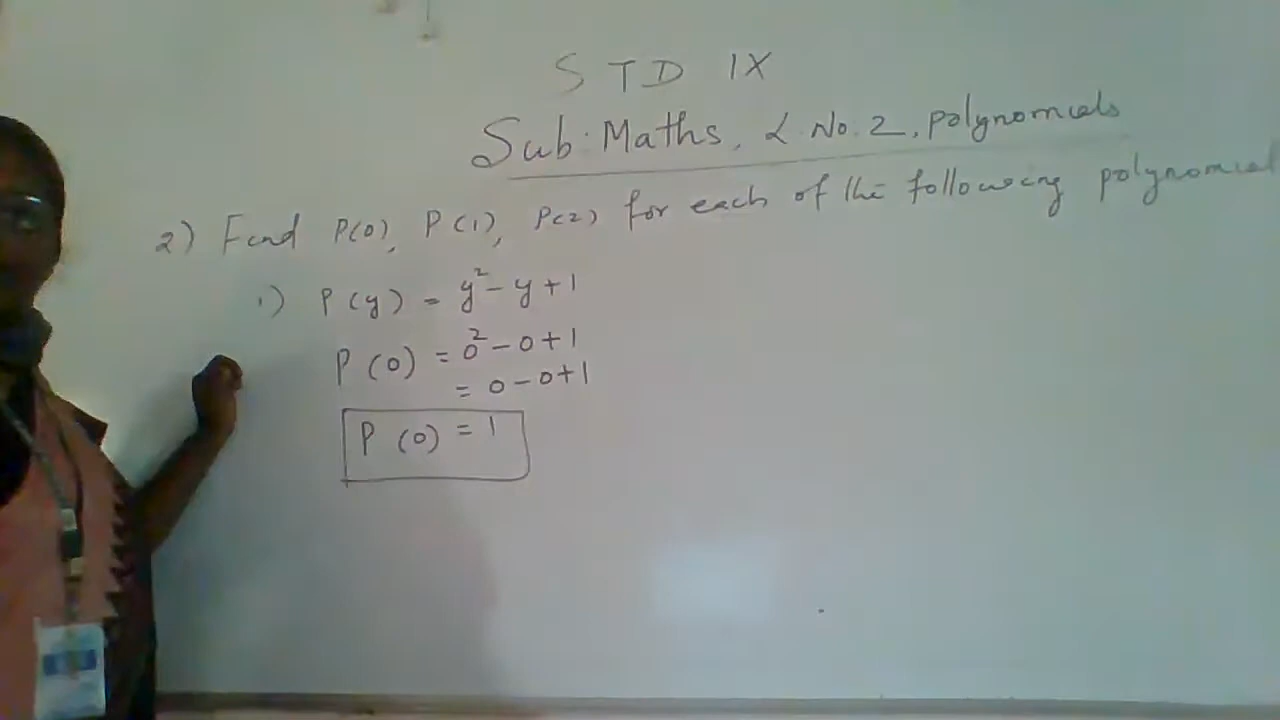 STD IX
Sub: Maths, L No. 2, polynomials
2) Find P(0), P(1), P(2) for each of the following polynomial
i) P(y) = y² - y + 1
P(0) = 0² - 0 + 1
= 0 - 0 + 1
P(0) = 1